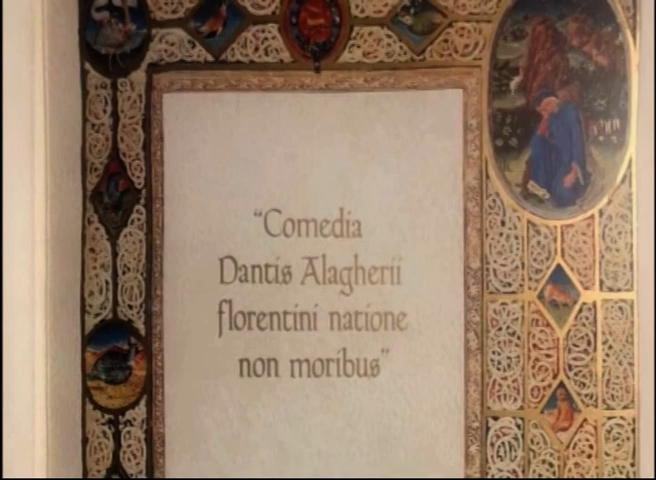 “Comedia
Dantis Alagherii
florentini natione
non moribus”